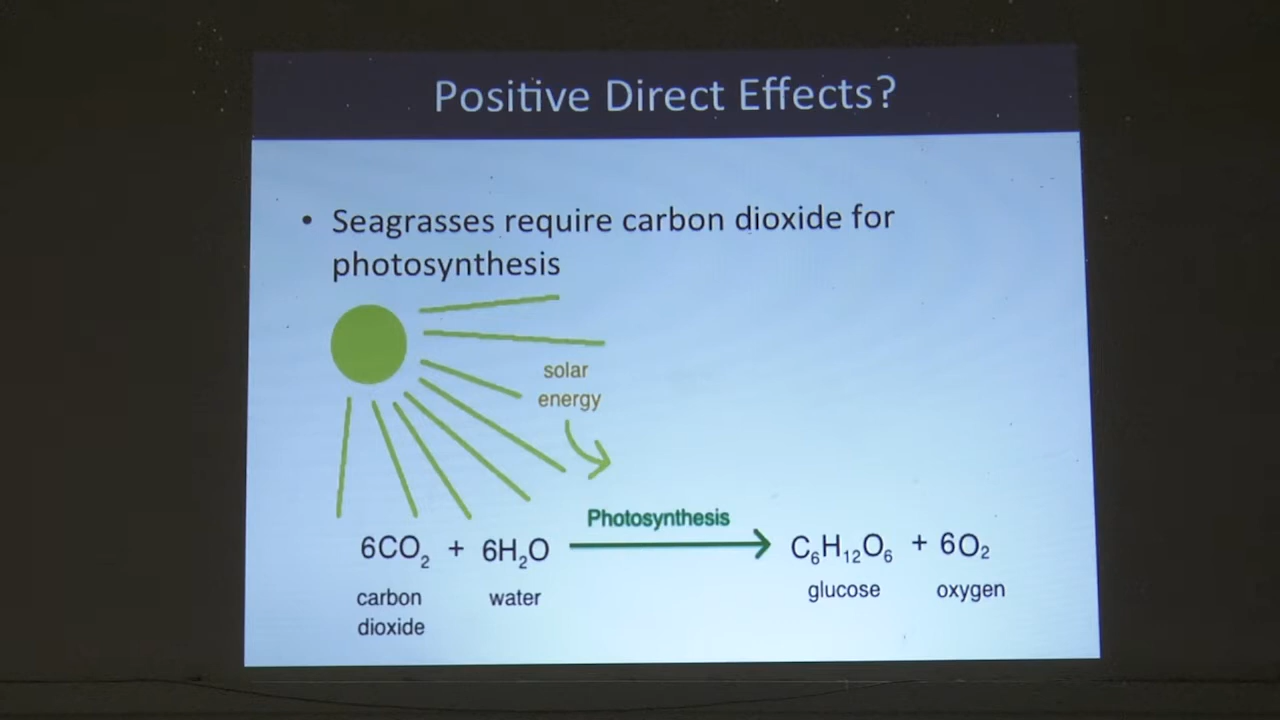 Positive Direct Effects?
• Seagrasses require carbon dioxide for
photosynthesis
solar
energy
Photosynthesis
6CO₂ + 6H₂O → C₆H₁₂O₆ + 6O₂
carbon dioxide water glucose oxygen